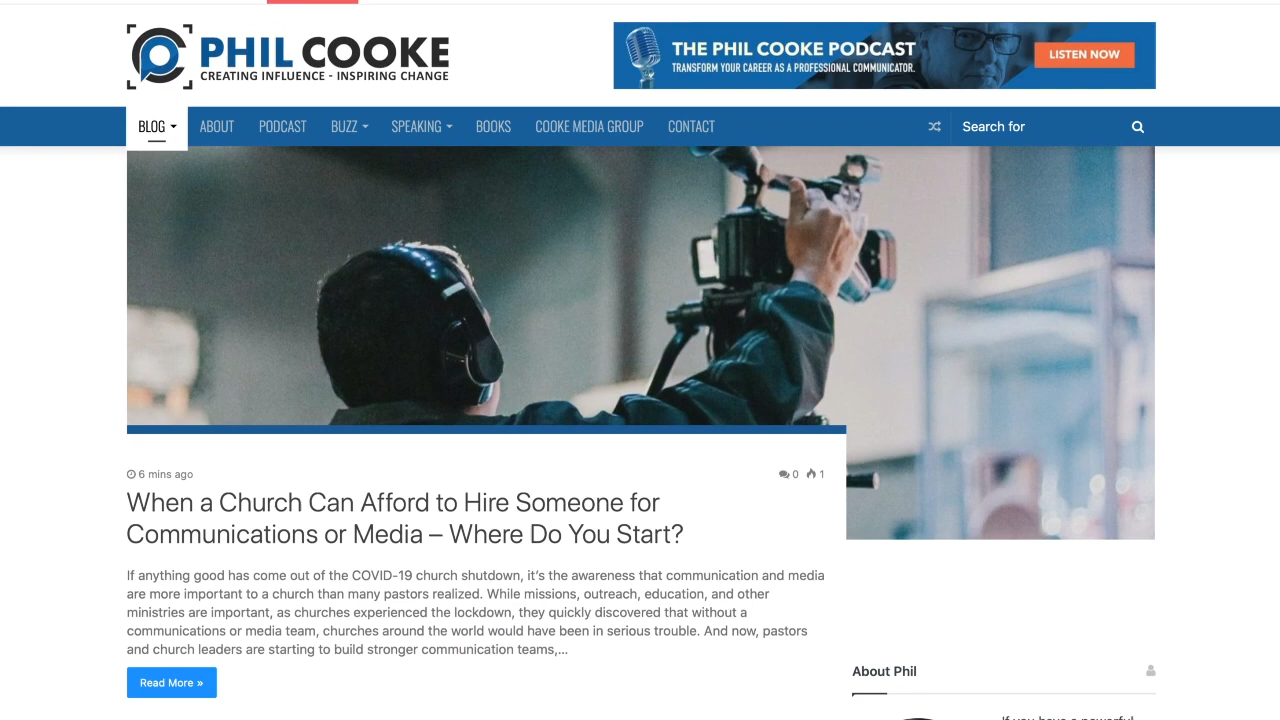 PHIL COOKE
CREATING INFLUENCE - INSPIRING CHANGE
THE PHIL COOKE PODCAST
TRANSFORM YOUR CAREER AS A PROFESSIONAL COMMUNICATOR.
LISTEN NOW
BLOG ABOUT PODCAST BUZZ SPEAKING BOOKS COOKE MEDIA GROUP CONTACT Search for
6 mins ago 0 1
When a Church Can Afford to Hire Someone for
Communications or Media – Where Do You Start?
If anything good has come out of the COVID-19 church shutdown, it's the awareness that communication and media
are more important to a church than many pastors realized. While missions, outreach, education, and other
ministries are important, as churches experienced the lockdown, they quickly discovered that without a
communications or media team, churches around the world would have been in serious trouble. And now, pastors
and church leaders are starting to build stronger communication teams,...
Read More »
About Phil
If you have a powerful